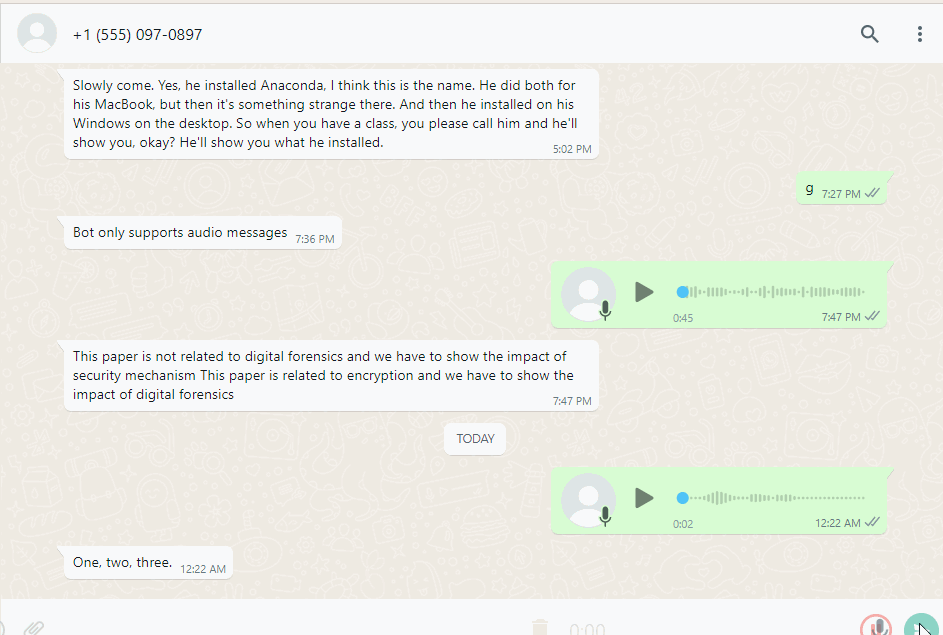 +1 (555) 097-0897
Slowly come. Yes, he installed Anaconda, I think this is the name. He did both for
his MacBook, but then it's something strange there. And then he installed on his
Windows on the desktop. So when you have a class, you please call him and he'll
show you, okay? He'll show you what he installed.
5:02 PM
g 7:27 PM
Bot only supports audio messages 7:36 PM
0:45 7:47 PM
This paper is not related to digital forensics and we have to show the impact of
security mechanism This paper is related to encryption and we have to show the
impact of digital forensics
7:47 PM
TODAY
0:02 12:22 AM
One, two, three. 12:22 AM
0:00